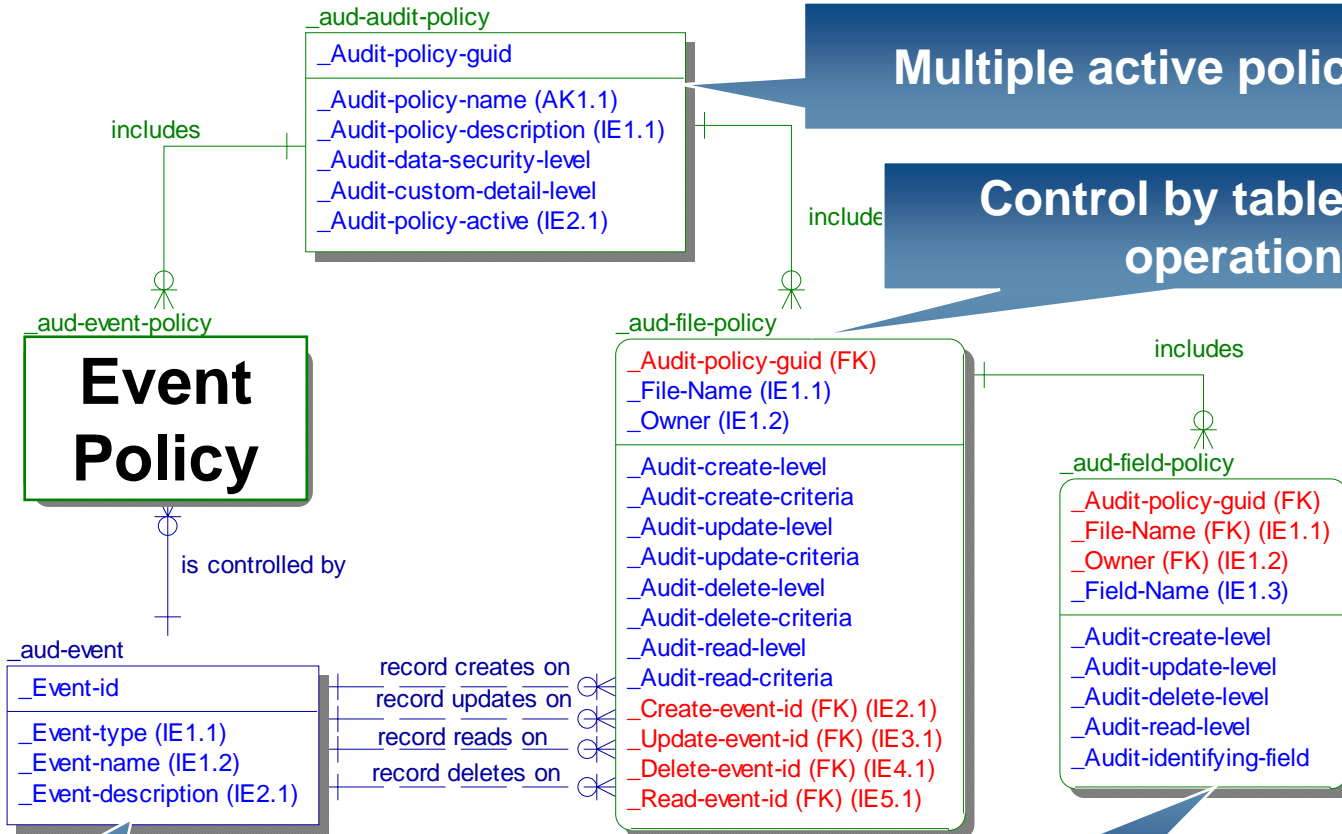 _aud-audit-policy
_Audit-policy-guid
_Audit-policy-name (AK1.1)
_Audit-policy-description (IE1.1)
_Audit-data-security-level
_Audit-custom-detail-level
_Audit-policy-active (IE2.1)
Multiple active polic
includes
include
Control by table
operation
_aud-event-policy
Event
Policy
is controlled by
_aud-file-policy
_Audit-policy-guid (FK)
_File-Name (IE1.1)
_Owner (IE1.2)
_Audit-create-level
_Audit-create-criteria
_Audit-update-level
_Audit-update-criteria
_Audit-delete-level
_Audit-delete-criteria
_Audit-read-level
_Audit-read-criteria
_Create-event-id (FK) (IE2.1)
_Update-event-id (FK) (IE3.1)
_Delete-event-id (FK) (IE4.1)
_Read-event-id (FK) (IE5.1)
includes
_aud-field-policy
_Audit-policy-guid (FK)
_File-Name (FK) (IE1.1)
_Owner (FK) (IE1.2)
_Field-Name (IE1.3)
_Audit-create-level
_Audit-update-level
_Audit-delete-level
_Audit-read-level
_Audit-identifying-field
_aud-event
_Event-id
_Event-type (IE1.1)
_Event-name (IE1.2)
_Event-description (IE2.1)
record creates on
record updates on
record reads on
record deletes on